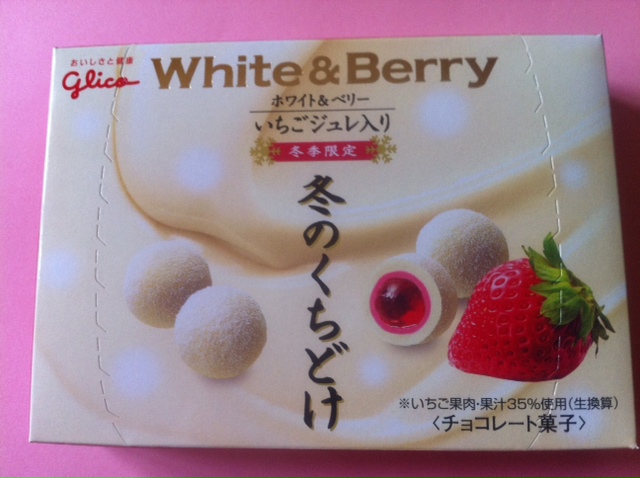 おいしさと健康
Glico
White & Berry
ホワイト&ベリー
いちごジュレ入り
冬季限定
冬のくちどけ
※いちご果肉・果汁35%使用(生換算)
〈チョコレート菓子〉